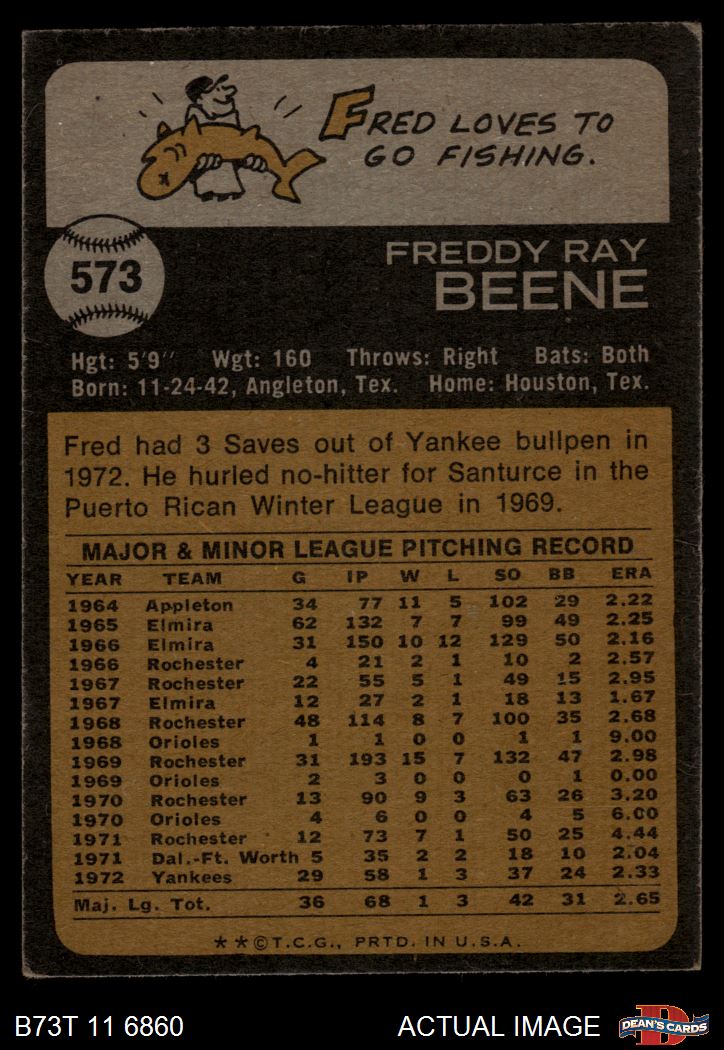 FRED LOVES TO
GO FISHING.
573
FREDDY RAY
BEENE
Hgt: 5'9" Wgt: 160 Throws: Right Bats: Both
Born: 11-24-42, Angleton, Tex. Home: Houston, Tex.
Fred had 3 Saves out of Yankee bullpen in
1972. He hurled no-hitter for Santurce in the
Puerto Rican Winter League in 1969.
MAJOR & MINOR LEAGUE PITCHING RECORD
YEAR TEAM G IP W L SO BB ERA
1964 Appleton 34 77 11 5 102 29 2.22
1965 Elmira 62 132 7 7 99 49 2.25
1966 Elmira 31 150 10 12 129 50 2.16
1966 Rochester 4 21 2 1 10 2 2.57
1967 Rochester 22 55 5 1 49 15 2.95
1967 Elmira 12 27 2 1 18 13 1.67
1968 Rochester 48 114 8 7 100 35 2.68
1968 Orioles 1 1 0 0 1 1 9.00
1969 Rochester 31 193 15 7 132 47 2.98
1969 Orioles 2 3 0 0 0 1 0.00
1970 Rochester 13 90 9 3 63 26 3.20
1970 Orioles 4 6 0 0 4 5 6.00
1971 Rochester 12 73 7 1 50 25 4.44
1971 Dal.-Ft. Worth 5 35 2 2 18 10 2.04
1972 Yankees 29 58 1 3 37 24 2.33
Maj. Lg. Tot. 36 68 1 3 42 31 2.65
★★©T.C.G., PRTD. IN U.S.A.
B73T 11 6860 ACTUAL IMAGE DEAN'S CARDS